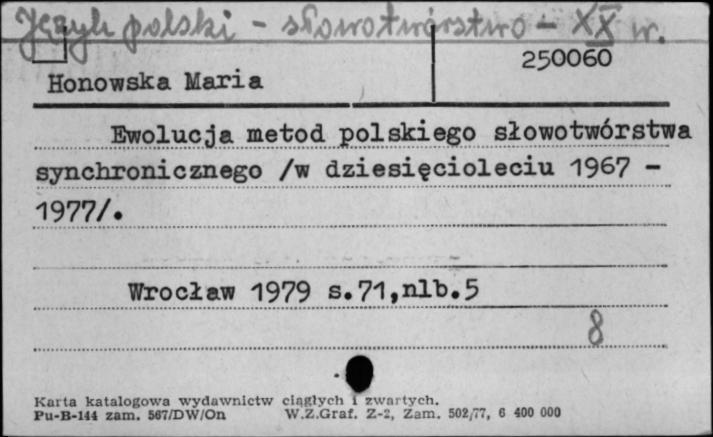 Język polski - słowotwórstwo - XX w.
250060
Honowska Maria
Ewolucja metod polskiego słowotwórstwa
synchronicznego /w dziesięcioleciu 1967 -
1977/.
Wrocław 1979 s.71,nlb.5
8
Karta katalogowa wydawnictw ciągłych i zwartych.
Pu-B-144 zam. 567/DW/On W.Z.Graf. Z-2, Zam. 502/77, 6 400 000